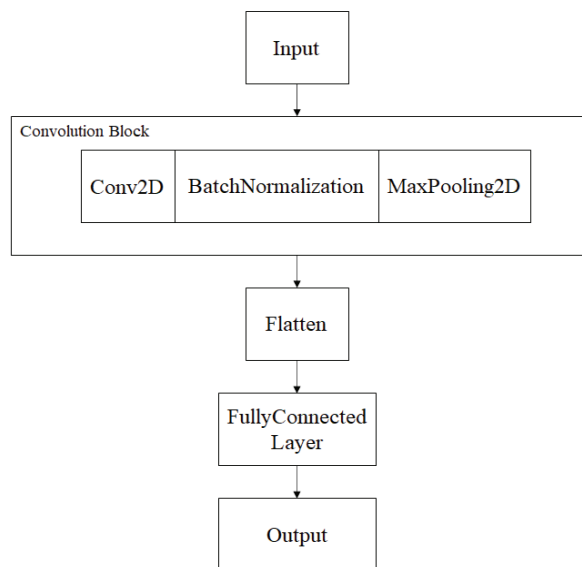 Input
Convolution Block
Conv2D BatchNormalization MaxPooling2D
Flatten
FullyConnected
Layer
Output